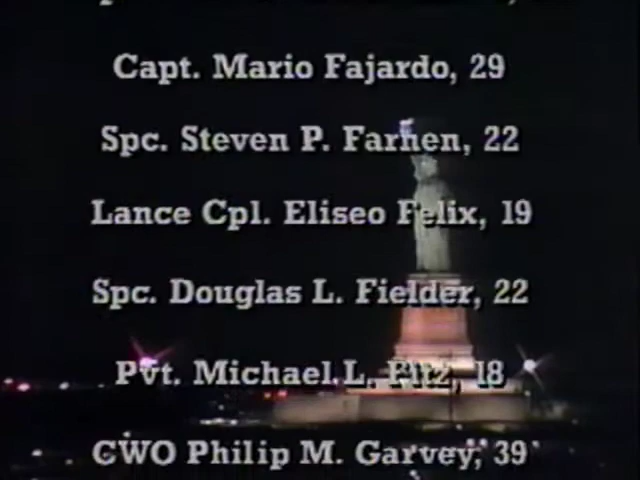 Capt. Mario Fajardo, 29
Spc. Steven P. Farnen, 22
Lance Cpl. Eliseo Felix, 19
Spc. Douglas L. Fielder, 22
Pvt. Michael L. Fitz, 18
CWO Philip M. Garvey, 39